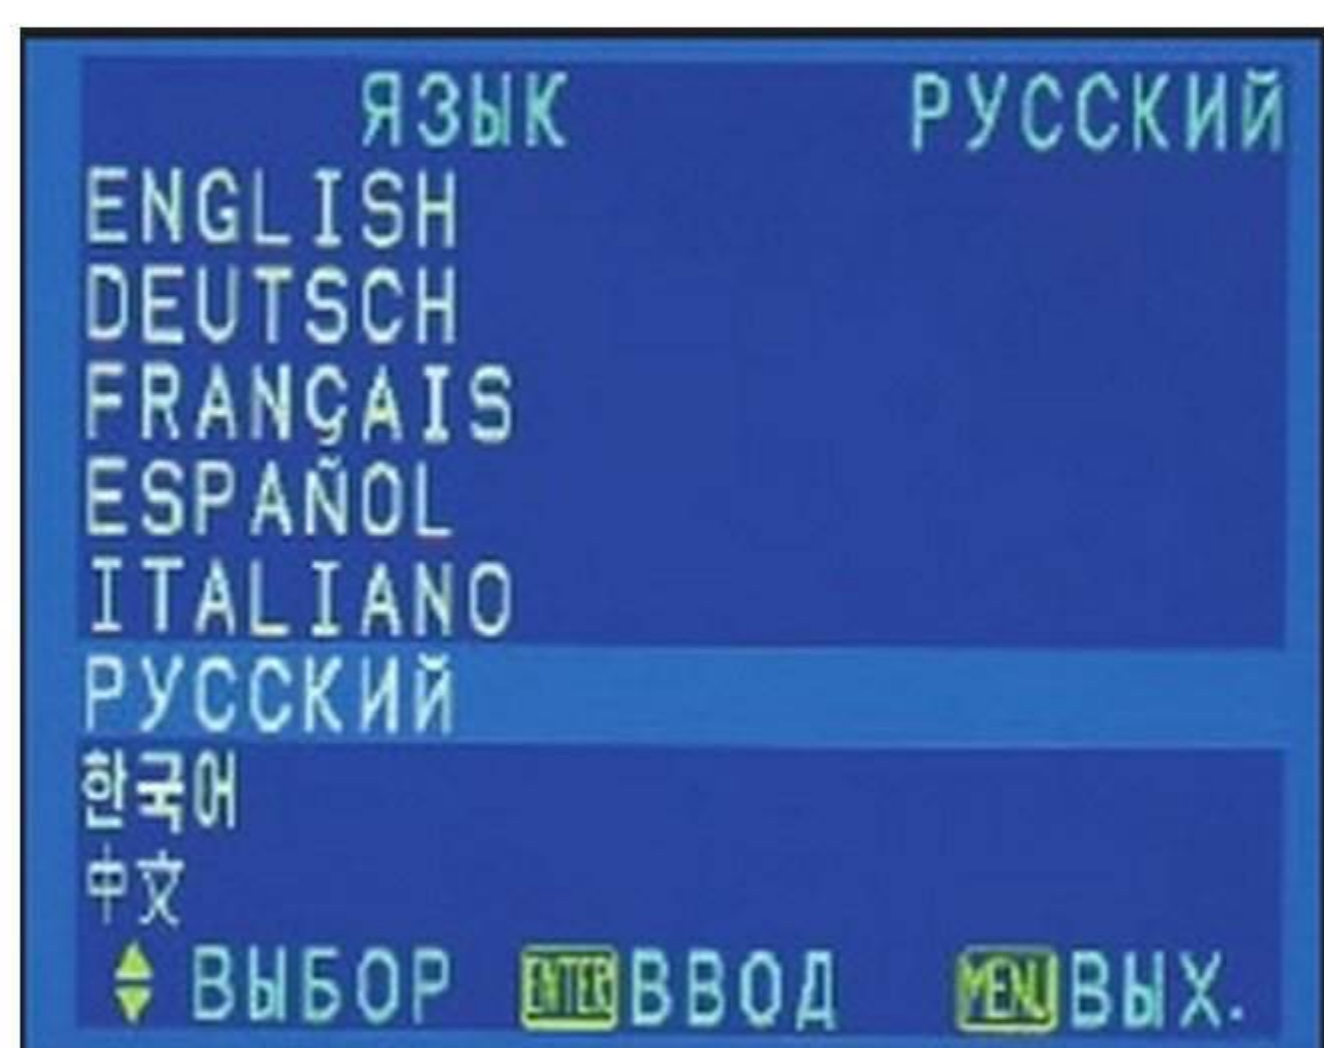 ЯЗЫК РУССКИЙ
ENGLISH
DEUTSCH
FRANÇAIS
ESPAÑOL
ITALIANO
РУССКИЙ
한국어
中文
ВЫБОР ENTER ВВОД MENU ВЫХ.